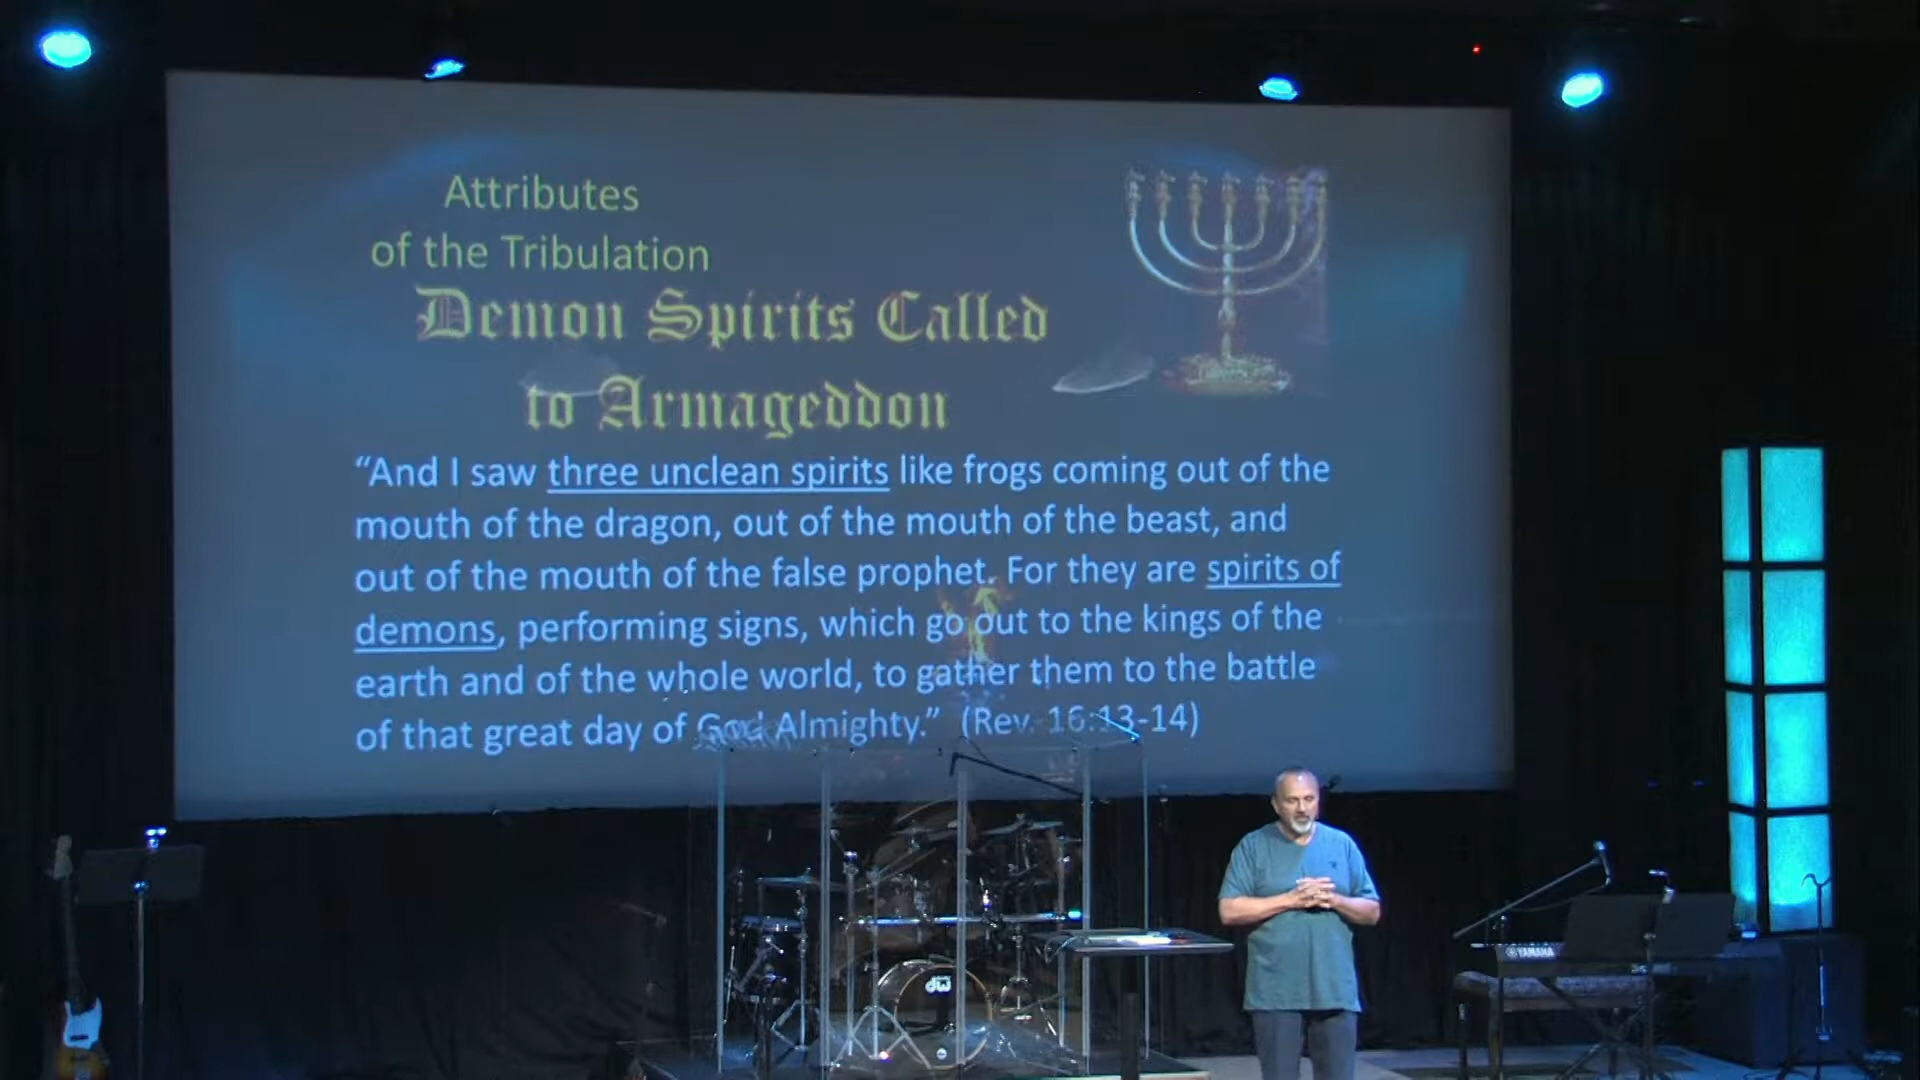 Attributes
of the Tribulation
Demon Spirits Called
to Armageddon
“And I saw three unclean spirits like frogs coming out of the
mouth of the dragon, out of the mouth of the beast, and
out of the mouth of the false prophet. For they are spirits of
demons, performing signs, which go out to the kings of the
earth and of the whole world, to gather them to the battle
of that great day of God Almighty.” (Rev. 16:13-14)
YAMAHA
dw